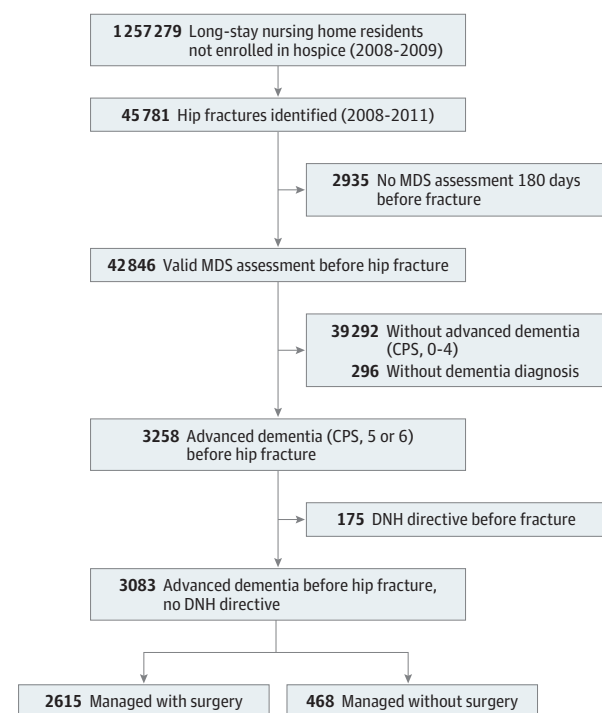 1257279 Long-stay nursing home residents
not enrolled in hospice (2008-2009)
45781 Hip fractures identified (2008-2011)
2935 No MDS assessment 180 days
before fracture
42846 Valid MDS assessment before hip fracture
39292 Without advanced dementia
(CPS, 0-4)
296 Without dementia diagnosis
3258 Advanced dementia (CPS, 5 or 6)
before hip fracture
175 DNH directive before fracture
3083 Advanced dementia before hip fracture,
no DNH directive
2615 Managed with surgery
468 Managed without surgery